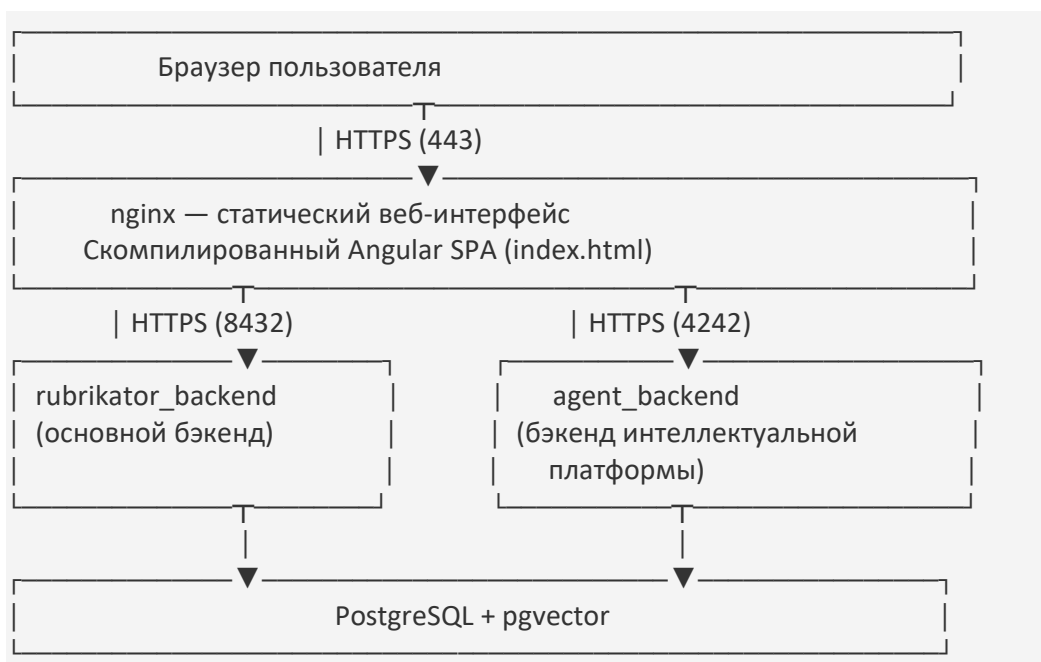 Браузер пользователя
HTTPS (443)
nginx — статический веб-интерфейс
Скомпилированный Angular SPA (index.html)
HTTPS (8432)
HTTPS (4242)
rubrikator_backend
(основной бэкенд)
agent_backend
(бэкенд интеллектуальной
платформы)
PostgreSQL + pgvector